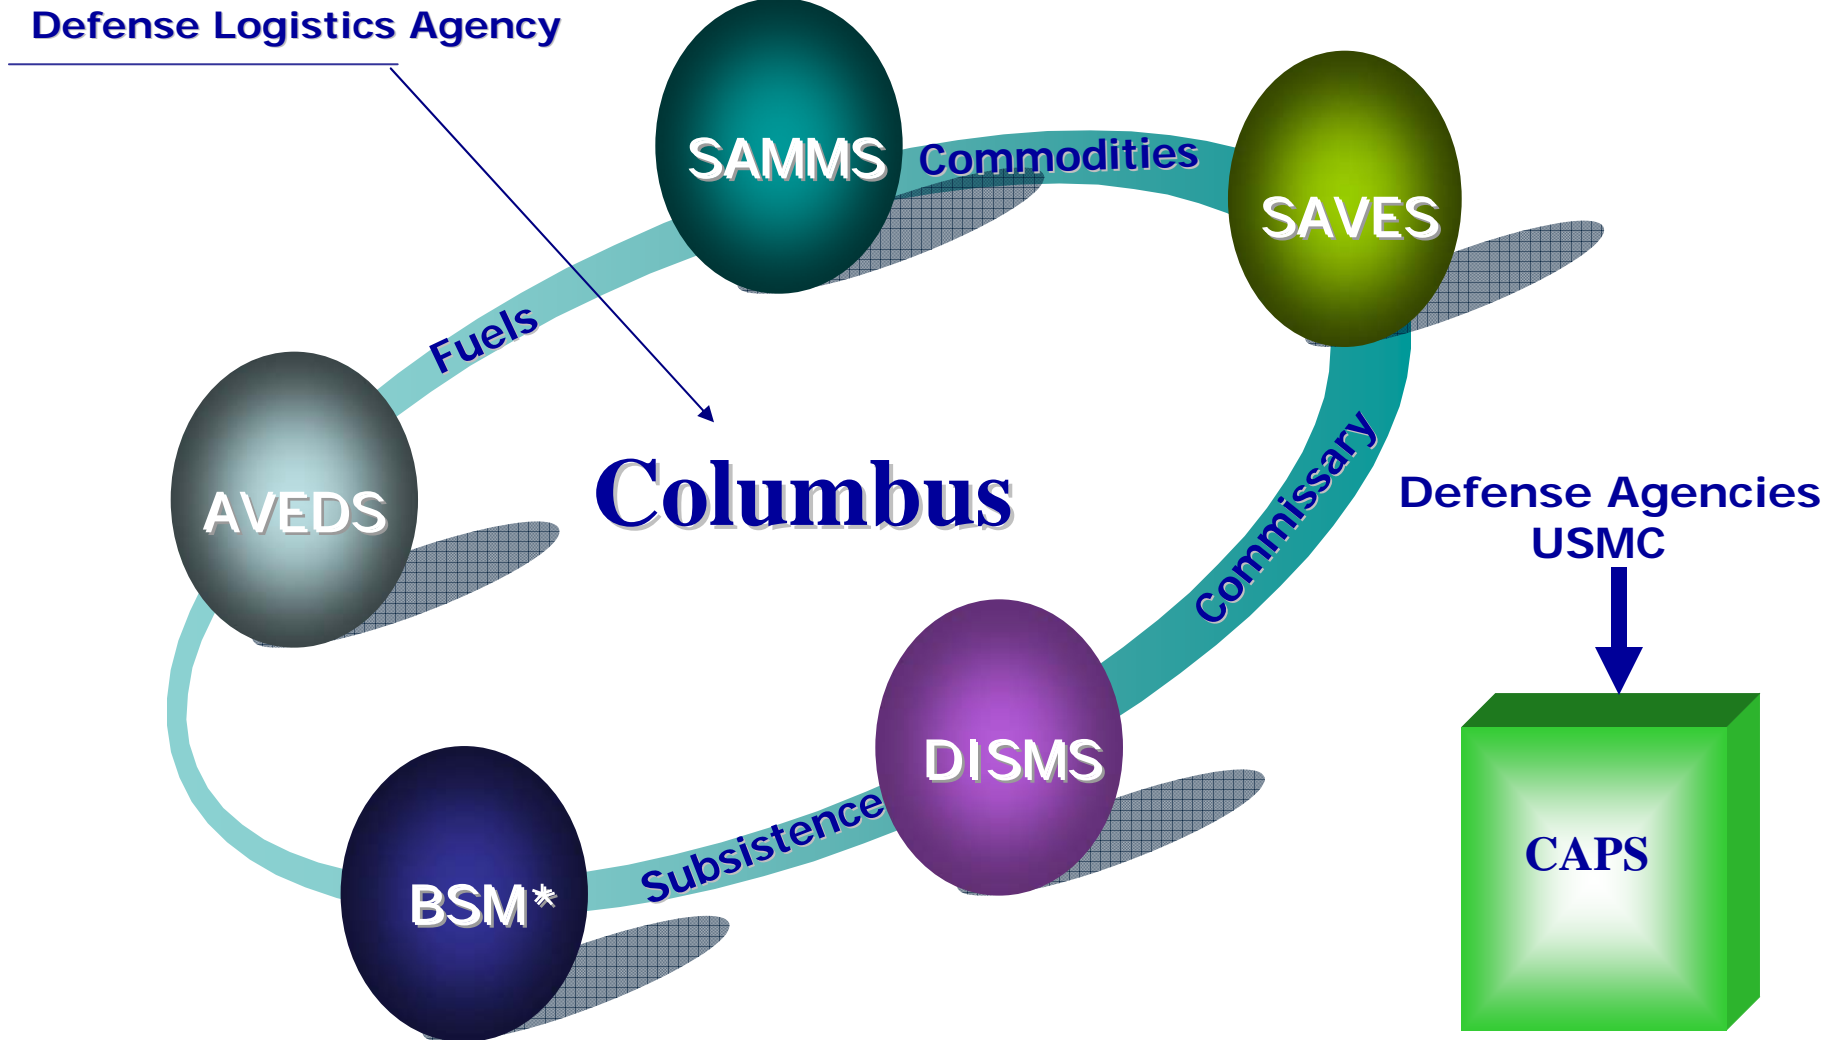 Defense Logistics Agency
SAMMS
Commodities
SAVES
Fuels
AVEDS
Columbus
Commissary
Defense Agencies
USMC
DISMS
Subsistence
BSM*
CAPS